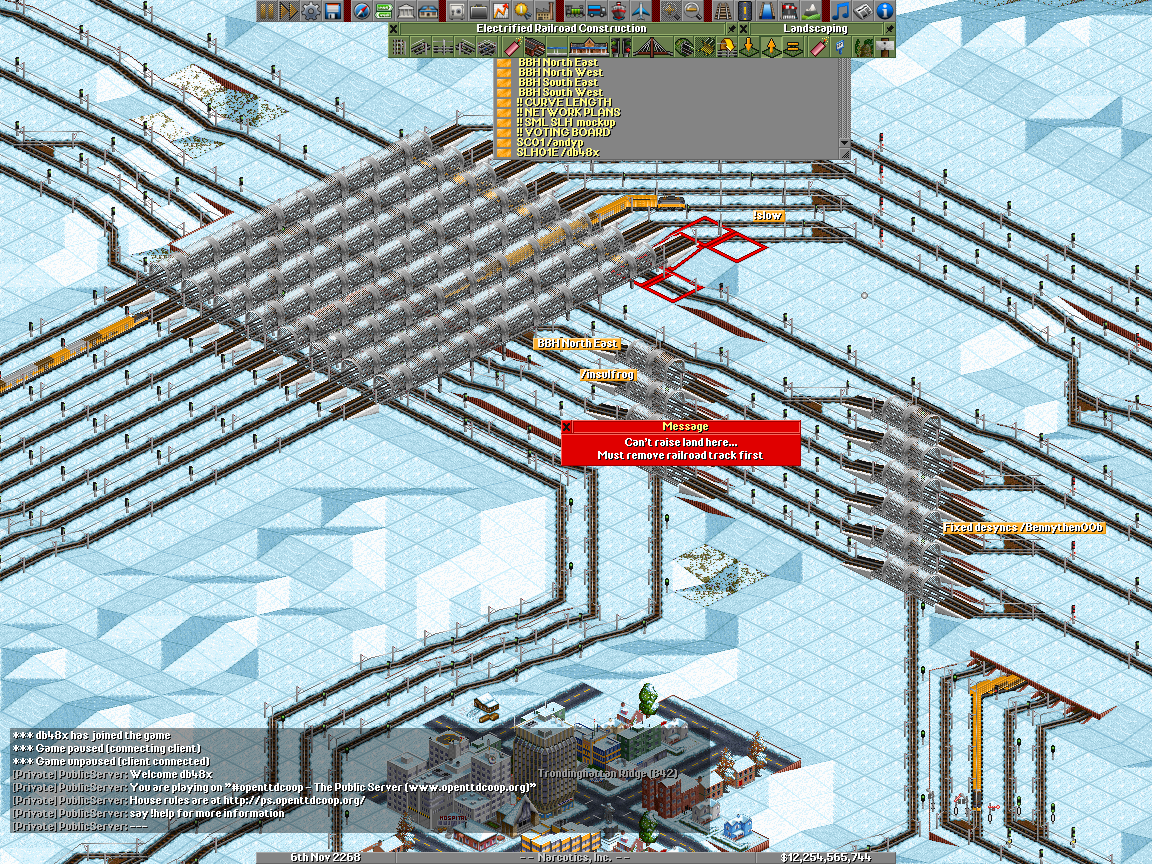 Electrified Railroad Construction
Landscaping
BBH North East
BBH North West
BBH South East
BBH South West
!! CURVE LENGTH
!! NETWORK PLANS
!! SML SLH mockup
!! VOTING BOARD
SC01 /andyp
SLH01E /db48x
!slow
BBH North East
/insulfrog
Message
Can't raise land here...
Must remove railroad track first
Fixed desyncs /Bennythen00b
*** db48x has joined the game
*** Game paused (connecting client)
*** Game unpaused (client connected)
[Private] PublicServer: Welcome db48x
[Private] PublicServer: You are playing on "#openttdcoop - The Public Server (www.openttdcoop.org)"
[Private] PublicServer: House rules are at http://ps.openttdcoop.org/
[Private] PublicServer: say !help for more information
[Private] PublicServer: ---
Trondinghattan Ridge (842)
HOSPITAL
6th Nov 2268
-- Narcotics, Inc. --
$12,254,565,744